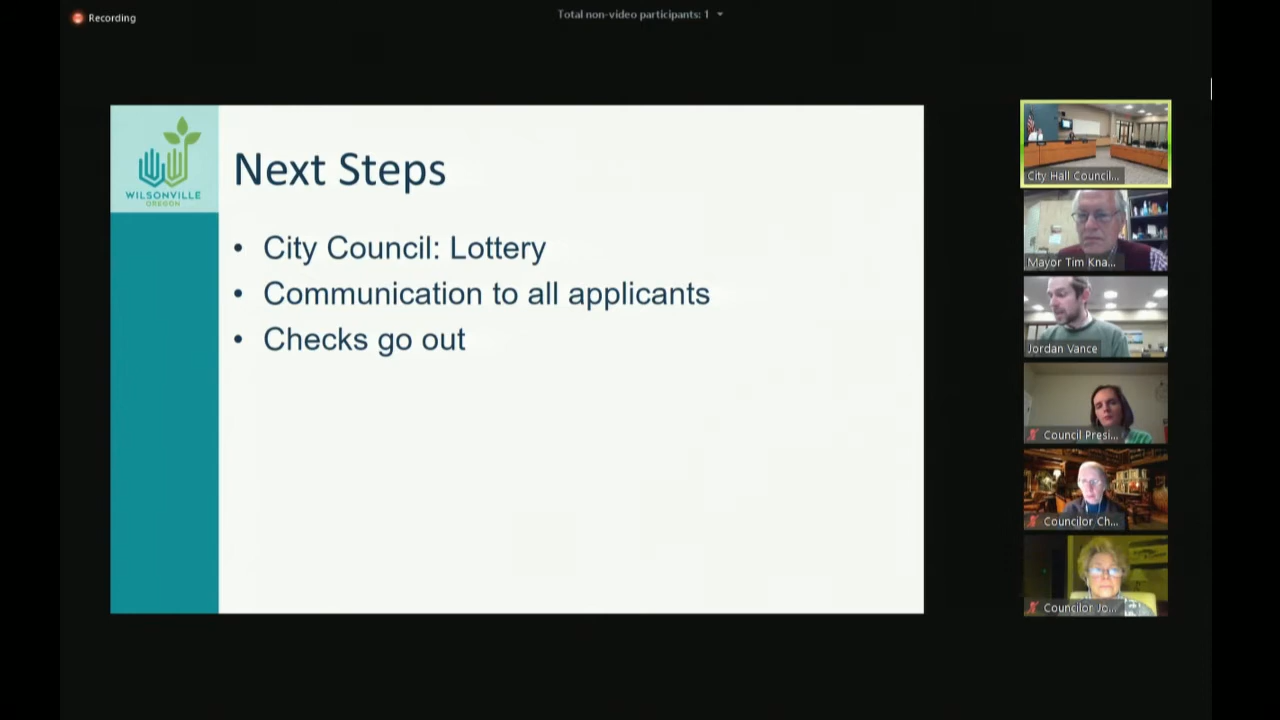 Recording
Total non-video participants: 1
WILSONVILLE
OREGON
Next Steps
• City Council: Lottery
• Communication to all applicants
• Checks go out
City Hall Council...
Mayor Tim Kna...
Jordan Vance
Council Presi...
Councilor Ch...
Councilor Jo...